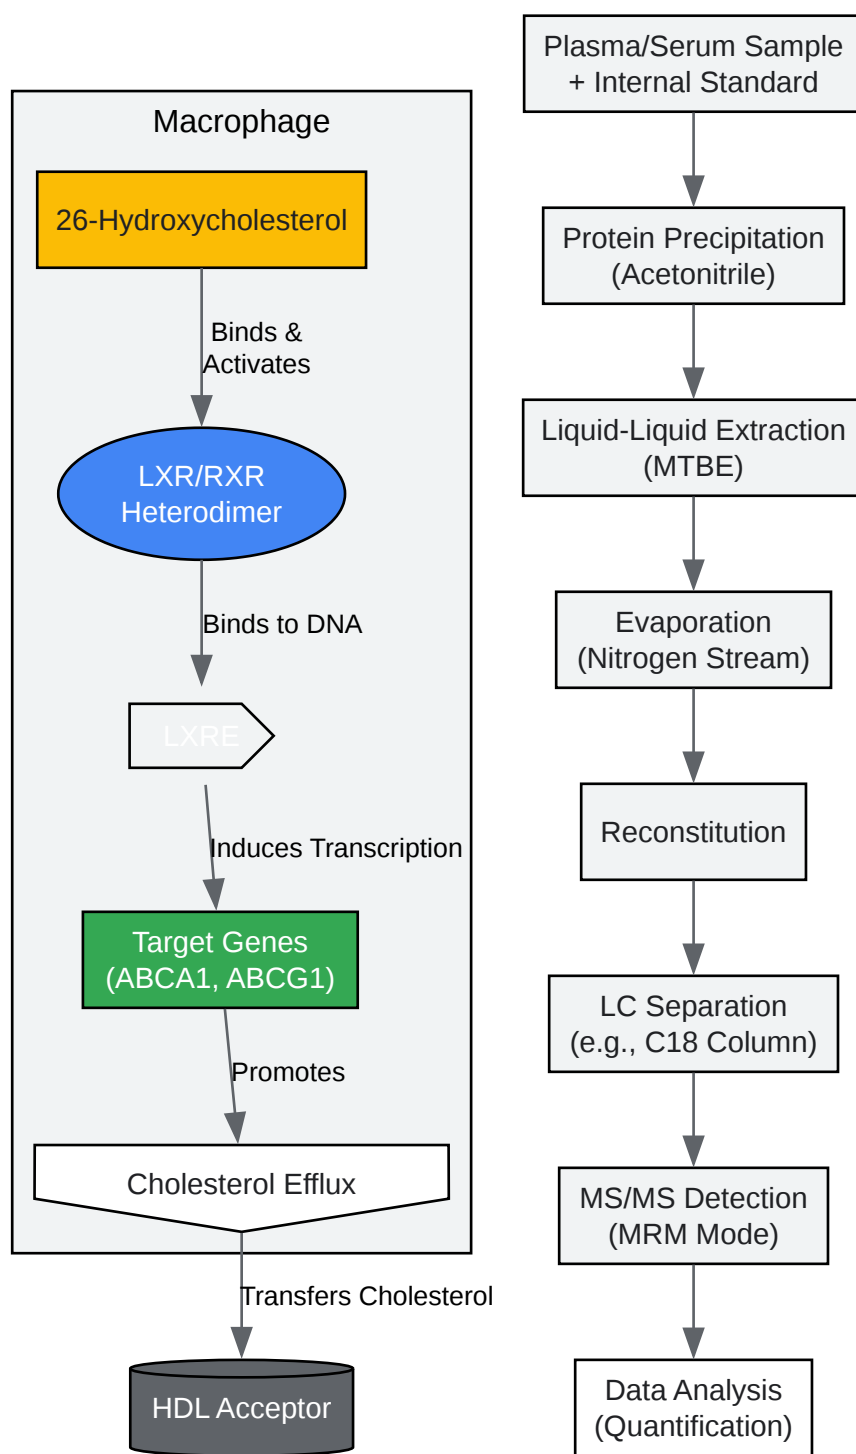 Macrophage
26-Hydroxycholesterol
Binds &
Activates
LXR/RXR
Heterodimer
Binds to DNA
LXRE
Induces Transcription
Target Genes
(ABCA1, ABCG1)
Promotes
Cholesterol Efflux
Transfers Cholesterol
HDL Acceptor
Plasma/Serum Sample
+ Internal Standard
Protein Precipitation
(Acetonitrile)
Liquid-Liquid Extraction
(MTBE)
Evaporation
(Nitrogen Stream)
Reconstitution
LC Separation
(e.g., C18 Column)
MS/MS Detection
(MRM Mode)
Data Analysis
(Quantification)